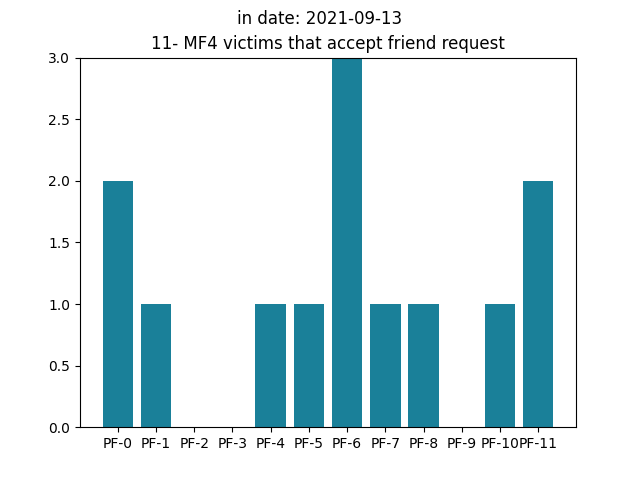 in date: 2021-09-13
11- MF4 victims that accept friend request
3.0
2.5
2.0
1.5
1.0
0.5
0.0
PF-0 PF-1 PF-2 PF-3 PF-4 PF-5 PF-6 PF-7 PF-8 PF-9 PF-10 PF-11